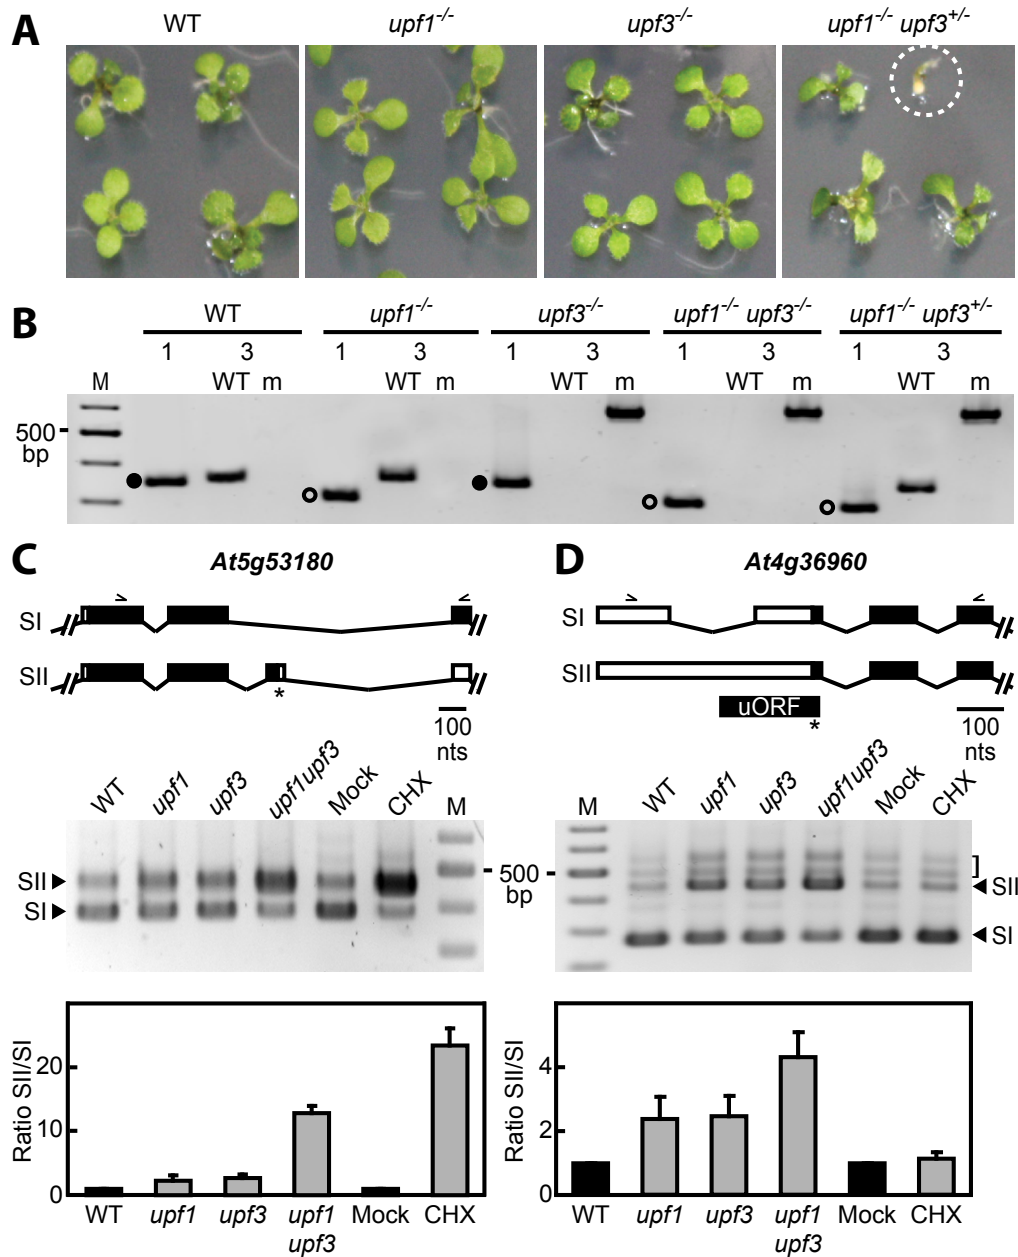 A
WT upf1-/- upf3-/- upf1-/- upf3+/-
B
WT upf1-/- upf3-/- upf1-/- upf3-/- upf1-/- upf3+/-
1 3 1 3 1 3 1 3 1 3
M WT m WT m WT m WT m WT m
500
bp
C At5g53180
SI
SII
*
100
nts
WT upf1 upf3 upf1upf3 Mock CHX M
SII
SI
500
bp
Ratio SII/SI
20
10
0
WT upf1 upf3 upf1 upf3 Mock CHX
D At4g36960
SI
SII
uORF
*
100
nts
M WT upf1 upf3 upf1upf3 Mock CHX
]
SII
SI
Ratio SII/SI
4
2
0
WT upf1 upf3 upf1 upf3 Mock CHX